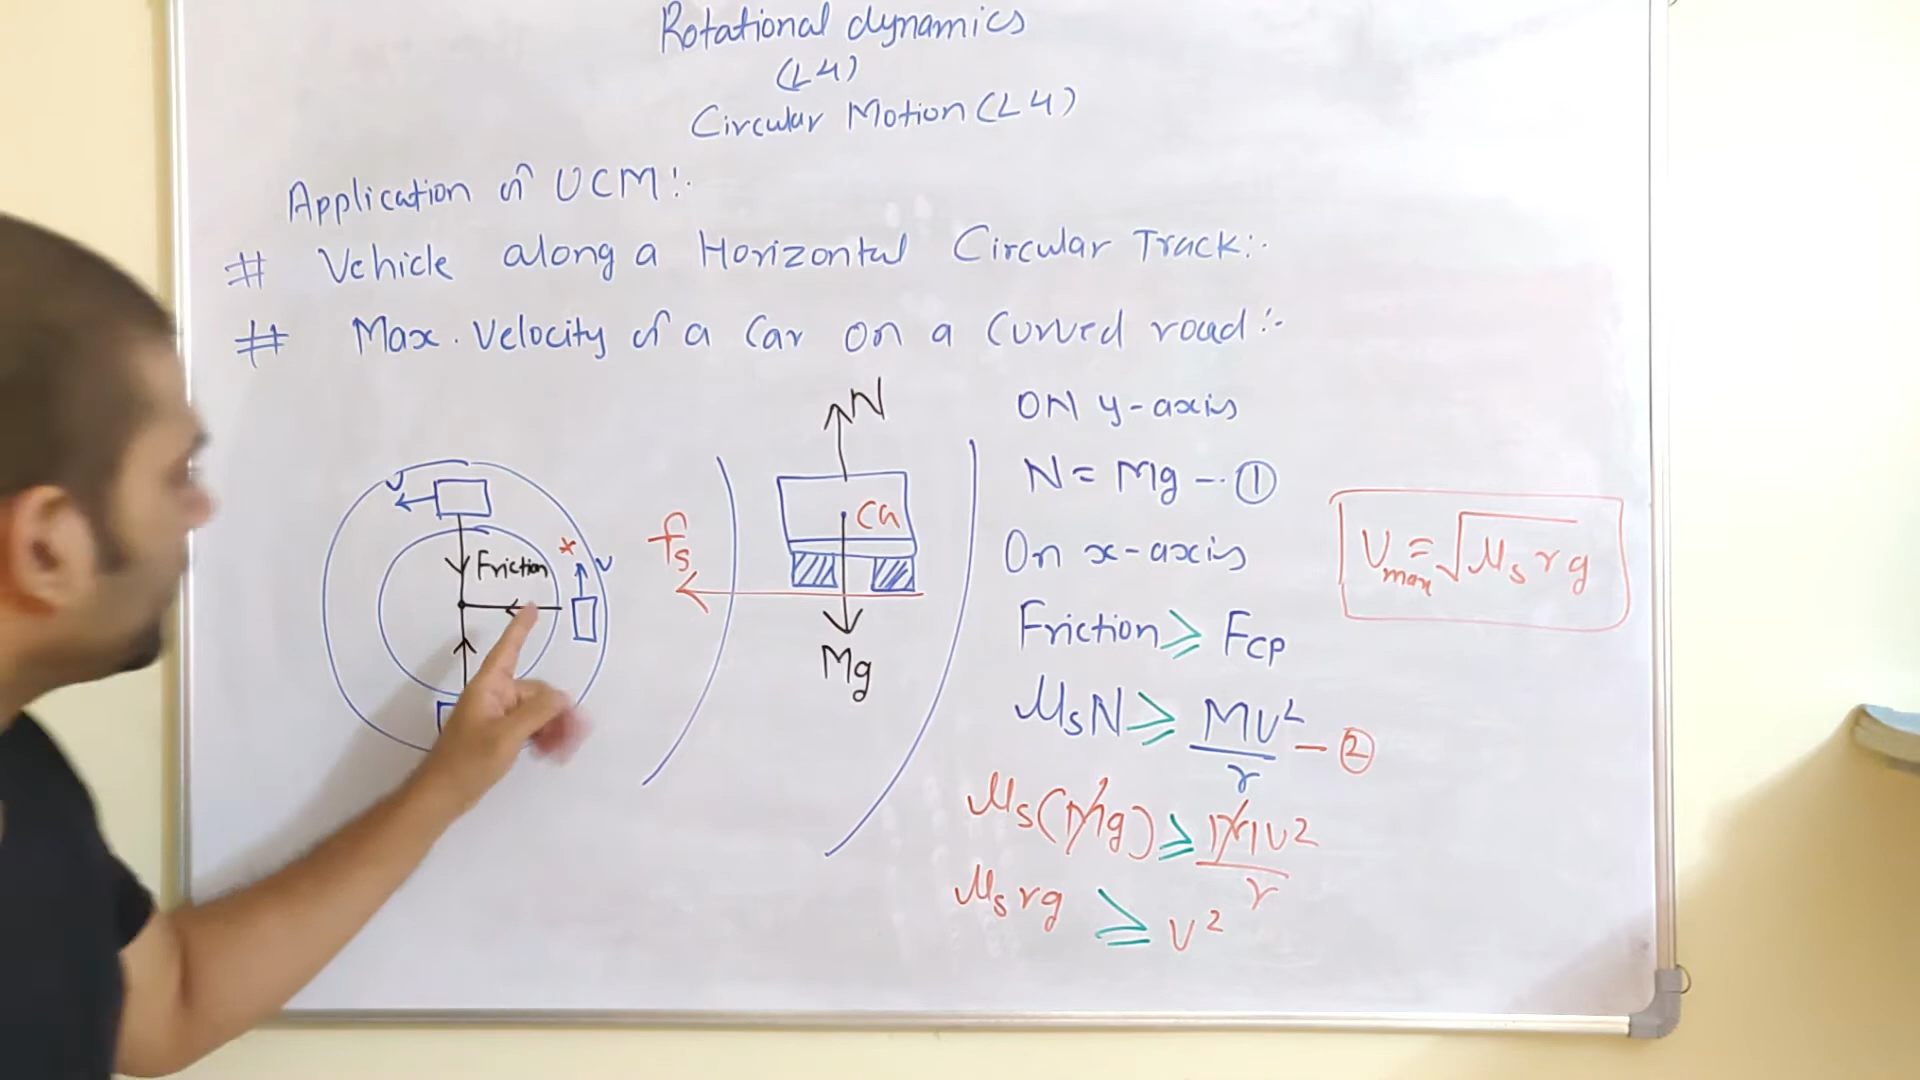 Rotational dynamics
(L4)
Circular Motion (L4)
Application of UCM:-
# Vehicle along a Horizontal Circular Track:-
# Max. Velocity of a Car on a Curved road:-
v
Friction
* v
N
CG
fs
Mg
ON y-axis
N = Mg -- ①
On x-axis
Friction ≥ FCP
μsN ≥ Mv²/r — ②
μs(Mg) ≥ Mv²/r
μs rg ≥ v²
Vmax = √μs r g